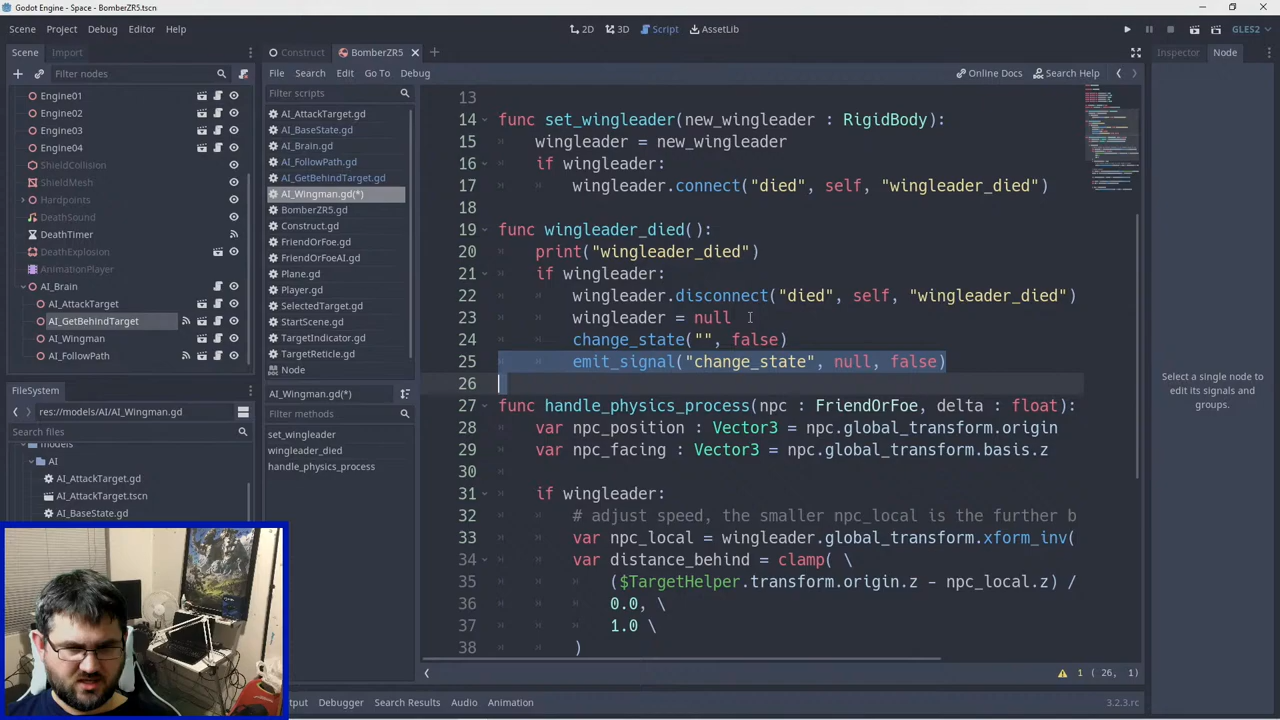 Godot Engine - Space - BomberZR5.tscn
Scene Project Debug Editor Help
2D 3D Script AssetLib
GLES2
Scene Import
Filter nodes
Engine01
Engine02
Engine03
Engine04
ShieldCollision
ShieldMesh
Hardpoints
DeathSound
DeathTimer
DeathExplosion
AnimationPlayer
AI_Brain
AI_AttackTarget
AI_GetBehindTarget
AI_Wingman
AI_FollowPath
FileSystem
res://models/AI/AI_Wingman.gd
Search files
models
AI
AI_AttackTarget.gd
AI_AttackTarget.tscn
AI_BaseState.gd
Construct
BomberZR5
File Search Edit Go To Debug
Online Docs
Search Help
Filter scripts
AI_AttackTarget.gd
AI_BaseState.gd
AI_Brain.gd
AI_FollowPath.gd
AI_GetBehindTarget.gd
AI_Wingman.gd(*)
BomberZR5.gd
Construct.gd
FriendOrFoe.gd
FriendOrFoeAI.gd
Plane.gd
Player.gd
SelectedTarget.gd
StartScene.gd
TargetIndicator.gd
TargetReticle.gd
Node
AI_Wingman.gd(*)
Filter methods
set_wingleader
wingleader_died
handle_physics_process
13
14 func set_wingleader(new_wingleader : RigidBody):
15 wingleader = new_wingleader
16 if wingleader:
17 wingleader.connect("died", self, "wingleader_died")
18
19 func wingleader_died():
20 print("wingleader_died")
21 if wingleader:
22 wingleader.disconnect("died", self, "wingleader_died")
23 wingleader = null
24 change_state("", false)
25 emit_signal("change_state", null, false)
26
27 func handle_physics_process(npc : FriendOrFoe, delta : float):
28 var npc_position : Vector3 = npc.global_transform.origin
29 var npc_facing : Vector3 = npc.global_transform.basis.z
30
31 if wingleader:
32 # adjust speed, the smaller npc_local is the further b
33 var npc_local = wingleader.global_transform.xform_inv(
34 var distance_behind = clamp( \
35 ($TargetHelper.transform.origin.z - npc_local.z) /
36 0.0, \
37 1.0 \
38 )
1 ( 26, 1)
Inspector Node
Select a single node to
edit its signals and
groups.
Debugger Search Results Audio Animation
3.2.3.rc